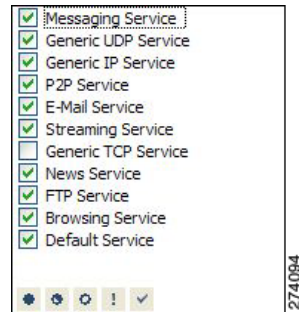 Messaging Service
Generic UDP Service
Generic IP Service
P2P Service
E-Mail Service
Streaming Service
Generic TCP Service
News Service
FTP Service
Browsing Service
Default Service
274094